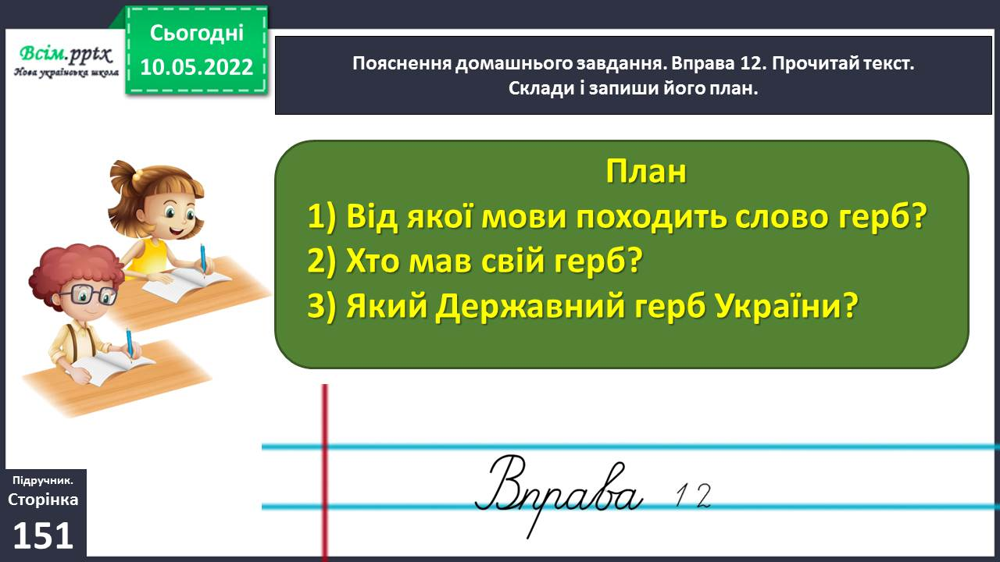 Всім.pptx
Нова українська школа
Сьогодні
10.05.2022
Пояснення домашнього завдання. Вправа 12. Прочитай текст.
Склади і запиши його план.
План
1) Від якої мови походить слово герб?
2) Хто мав свій герб?
3) Який Державний герб України?
Вправа 12
Підручник.
Сторінка
151